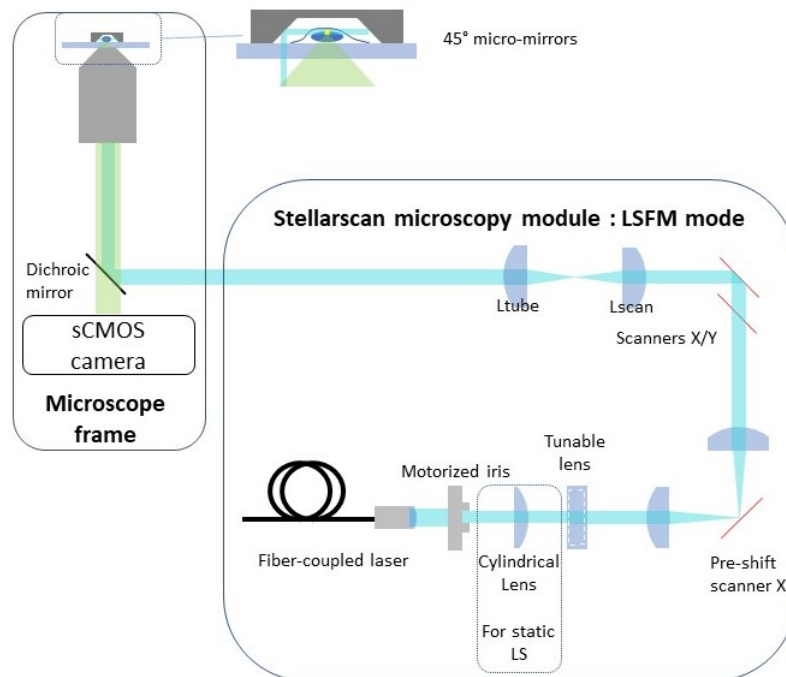 45° micro-mirrors
Stellarscan microscopy module : LSFM mode
Dichroic
mirror
Ltube
Lscan
Scanners X/Y
sCMOS
camera
Microscope
frame
Tunable
lens
Motorized iris
Fiber-coupled laser
Cylindrical
Lens
Pre-shift
scanner X
For static
LS